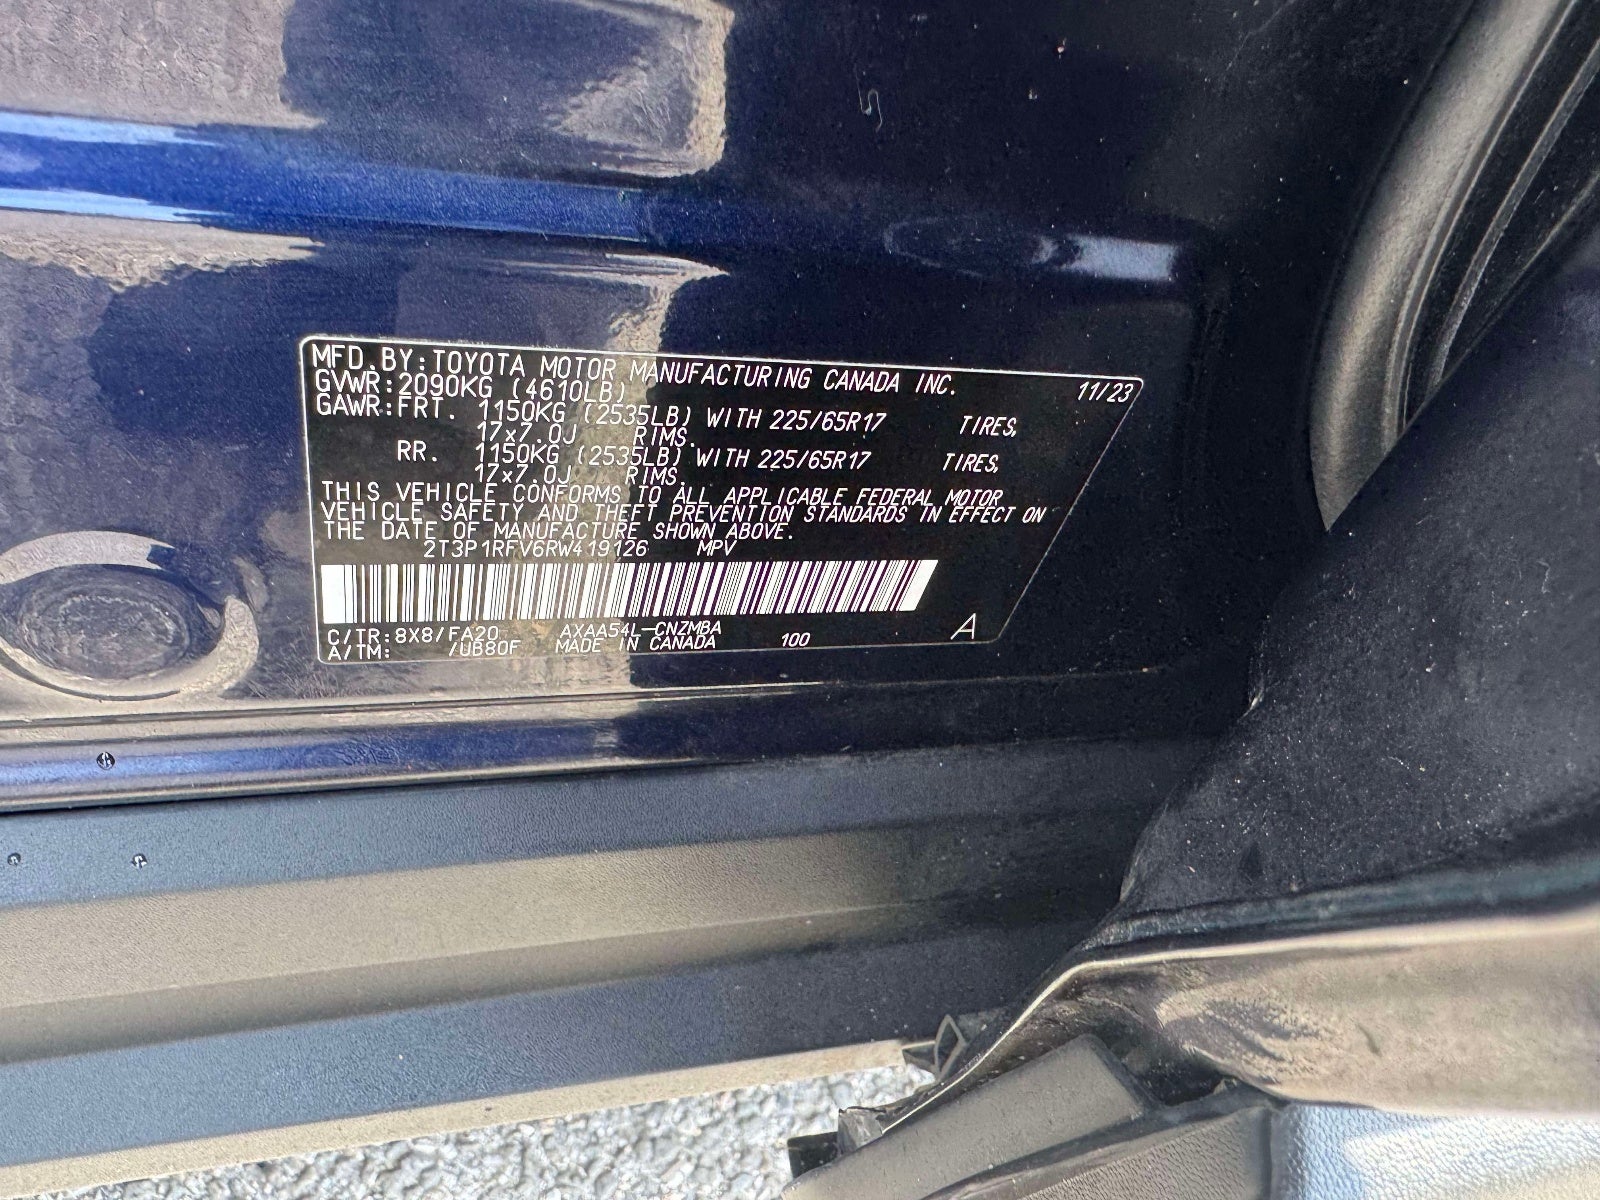 MFD.BY:TOYOTA MOTOR MANUFACTURING CANADA INC. 11/23
GVWR:2090KG (4610LB)
GAWR:FRT. 1150KG (2535LB) WITH 225/65R17 TIRES,
17x7.0J RIMS.
RR. 1150KG (2535LB) WITH 225/65R17 TIRES,
17x7.0J RIMS.
THIS VEHICLE CONFORMS TO ALL APPLICABLE FEDERAL MOTOR
VEHICLE SAFETY AND THEFT PREVENTION STANDARDS IN EFFECT ON
THE DATE OF MANUFACTURE SHOWN ABOVE.
2T3P1RFV6RW419126 MPV
C/TR:8X8/FA20 AXAA54L-CNZMBA
A/TM: /UB80F MADE IN CANADA 100 A